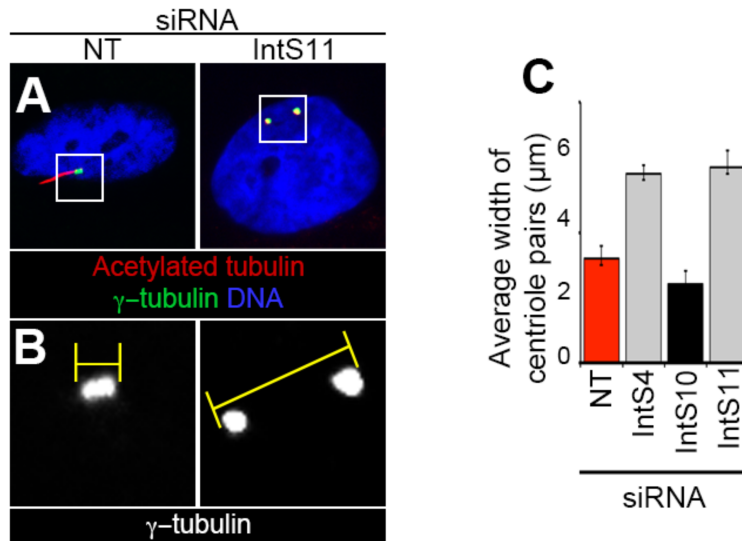 siRNA
NT IntS11
A
Acetylated tubulin
γ–tubulin DNA
B
γ–tubulin
C
Average width of
centriole pairs (μm)
6
4
2
0
NT
IntS4
IntS10
IntS11
siRNA